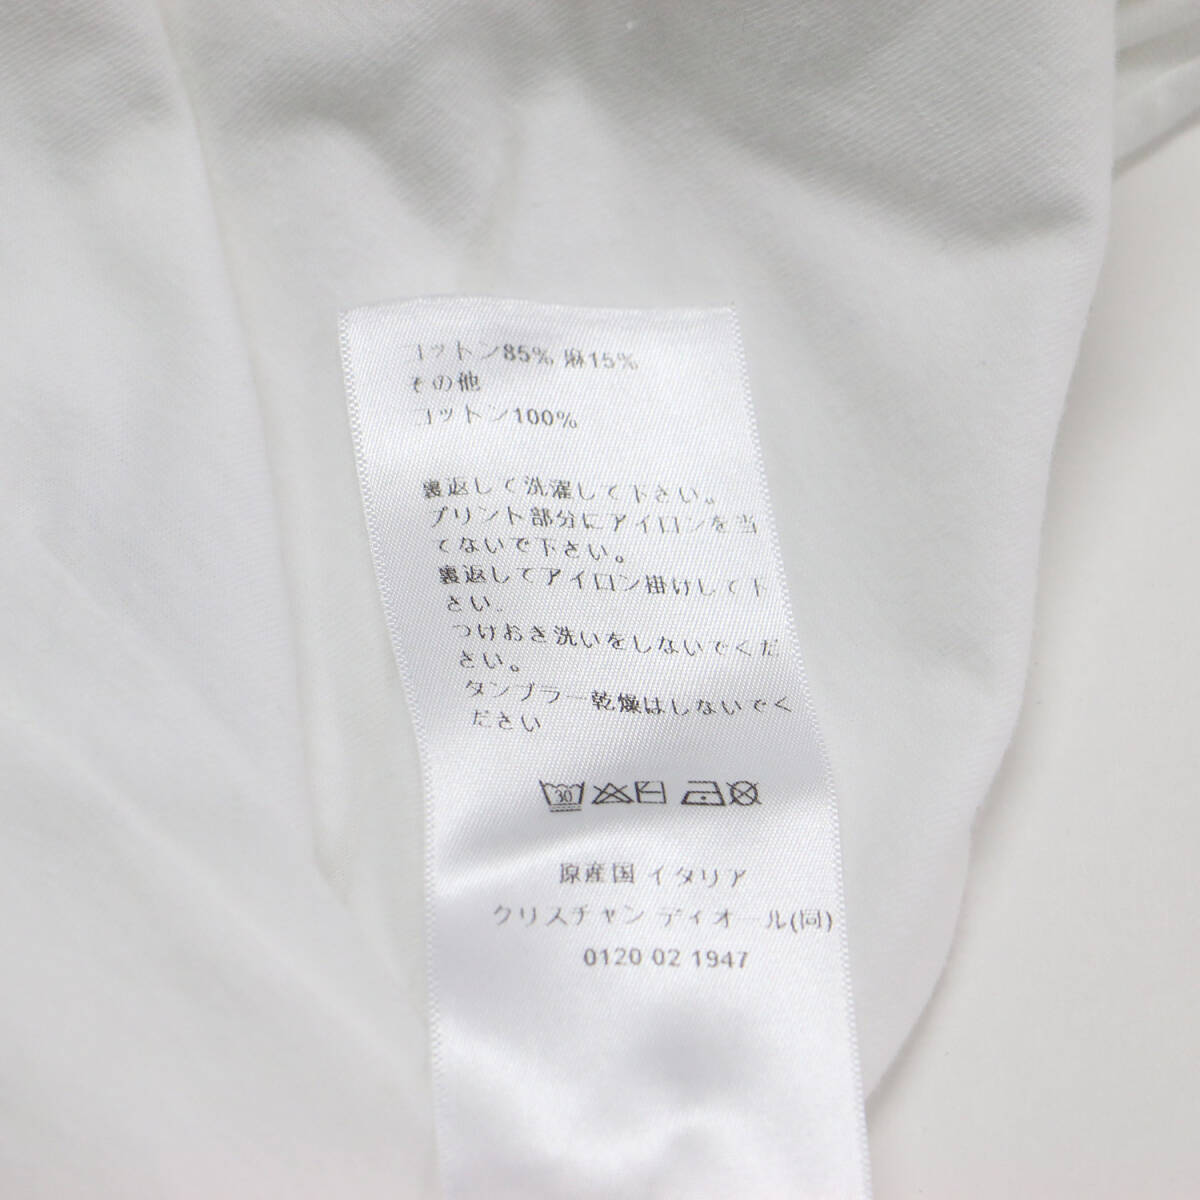 コットン85% 麻15%
その他
コットン100%
裏返して洗濯して下さい。
プリント部分にアイロンを当
てないで下さい。
裏返してアイロン掛けして下
さい.
つけおき洗いをしないでくだ
さい。
タンブラー乾燥はしないでく
ださい
30
原産国 イタリア
クリスチャン ディオール(同)
0120 02 1947